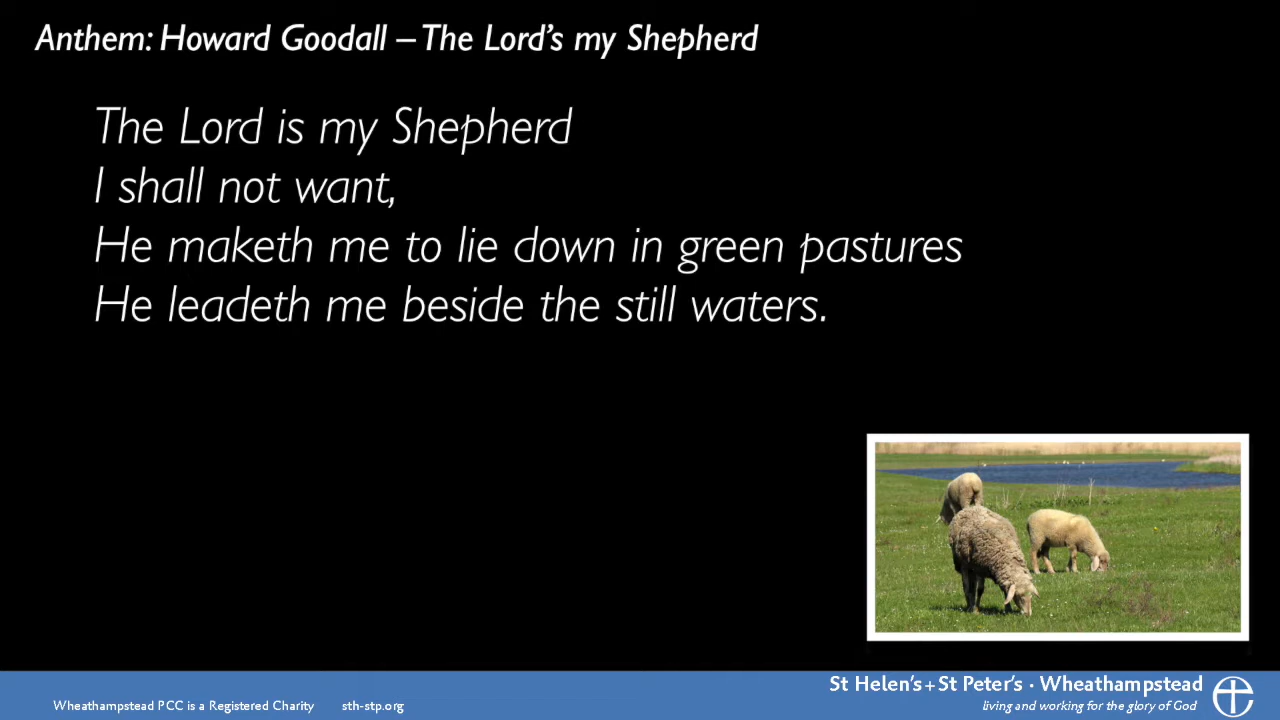 Anthem: Howard Goodall – The Lord's my Shepherd
The Lord is my Shepherd
I shall not want,
He maketh me to lie down in green pastures
He leadeth me beside the still waters.
St Helen's + St Peter's · Wheathampstead
living and working for the glory of God
Wheathampstead PCC is a Registered Charity sth-stp.org